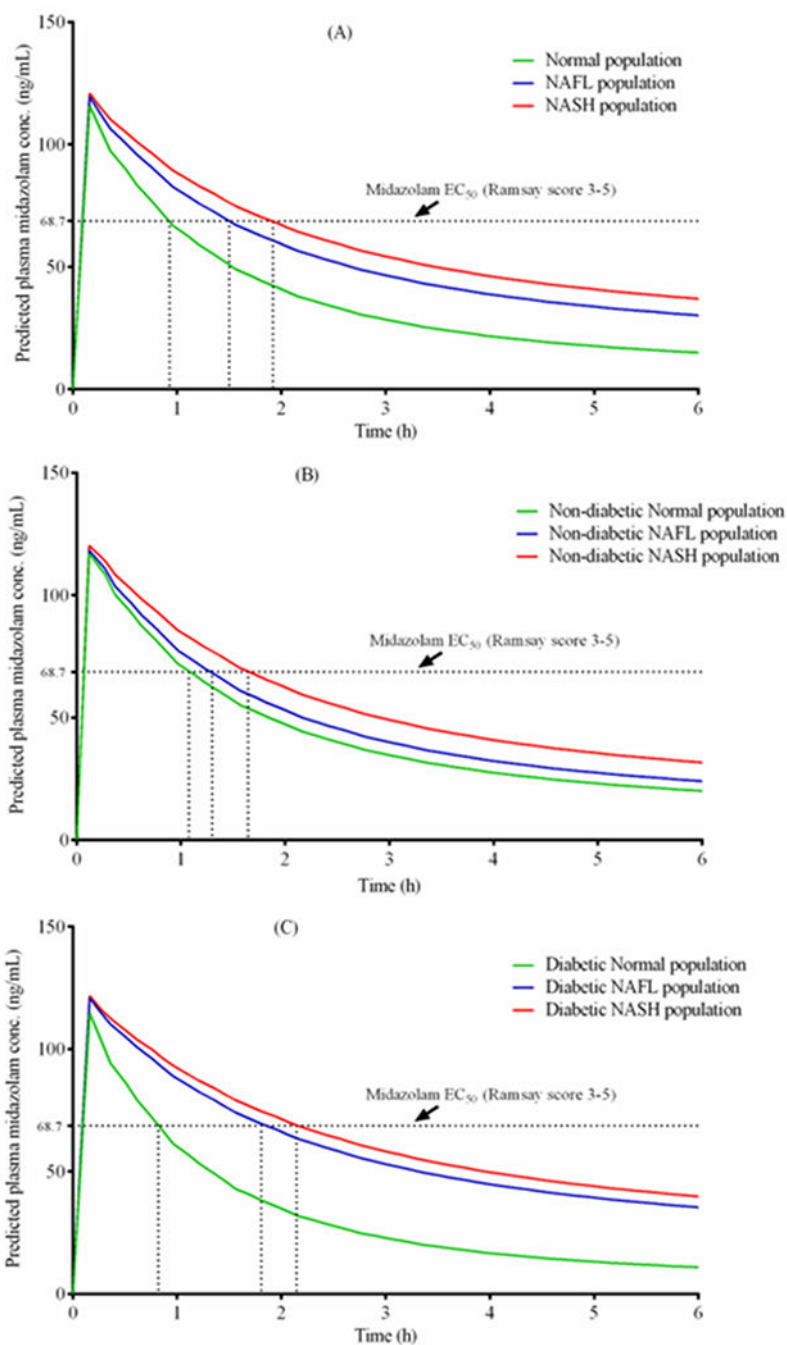 (A)
150
100
68.7
50
0
Predicted plasma midazolam conc. (ng/mL)
Normal population
NAFL population
NASH population
Midazolam EC₅₀ (Ramsay score 3-5)
0 1 2 3 4 5 6
Time (h)
(B)
150
100
68.7
50
0
Predicted plasma midazolam conc. (ng/mL)
Non-diabetic Normal population
Non-diabetic NAFL population
Non-diabetic NASH population
Midazolam EC₅₀ (Ramsay score 3-5)
0 1 2 3 4 5 6
Time (h)
(C)
150
100
68.7
50
0
Predicted plasma midazolam conc. (ng/mL)
Diabetic Normal population
Diabetic NAFL population
Diabetic NASH population
Midazolam EC₅₀ (Ramsay score 3-5)
0 1 2 3 4 5 6
Time (h)